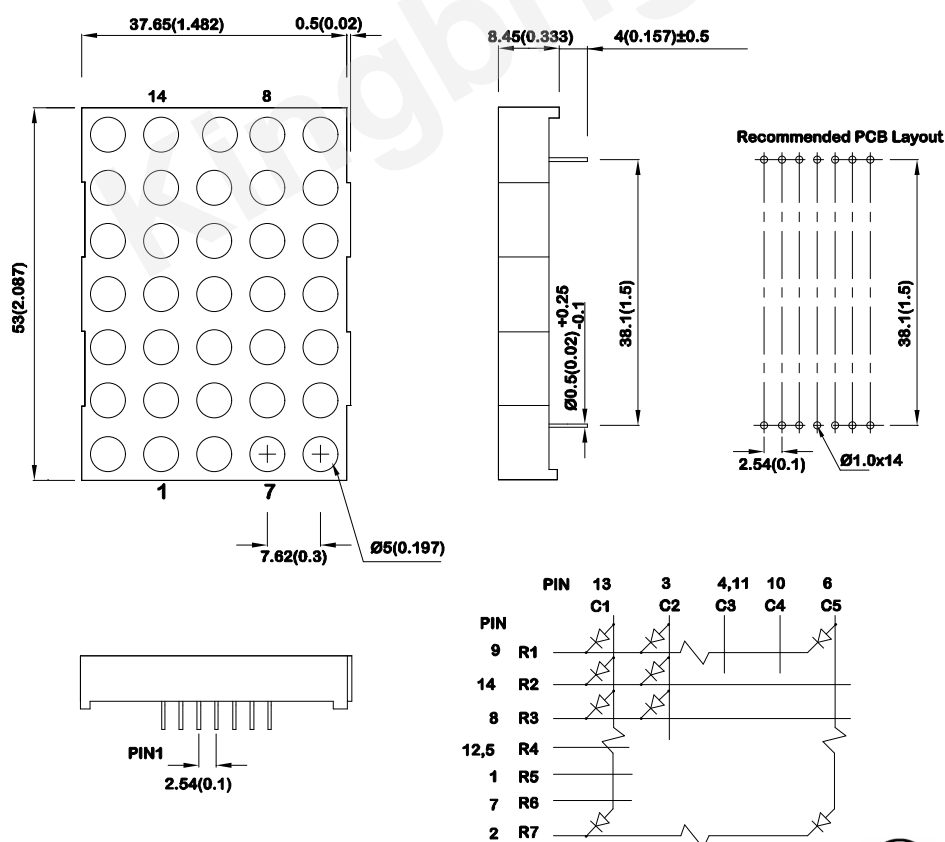 37.65(1.482)
0.5(0.02)
8.45(0.333)
4(0.157)±0.5
14
8
Recommended PCB Layout
53(2.087)
Ø0.5(0.02) +0.25 -0.1
38.1(1.5)
38.1(1.5)
2.54(0.1)
Ø1.0x14
1
7
7.62(0.3)
Ø5(0.197)
PIN 13 3 4,11 10 6
C1 C2 C3 C4 C5
PIN
9 R1
14 R2
8 R3
12,5 R4
1 R5
7 R6
2 R7
PIN1
2.54(0.1)